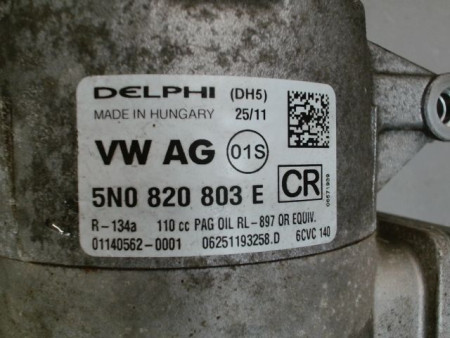 DELPHI (DH5)
MADE IN HUNGARY 25/11
VW AG 01S
5N0 820 803 E CR
R-134a 110 cc PAG OIL RL-897 OR EQUIV.
01140562-0001 06251193258.D 6CVC 140